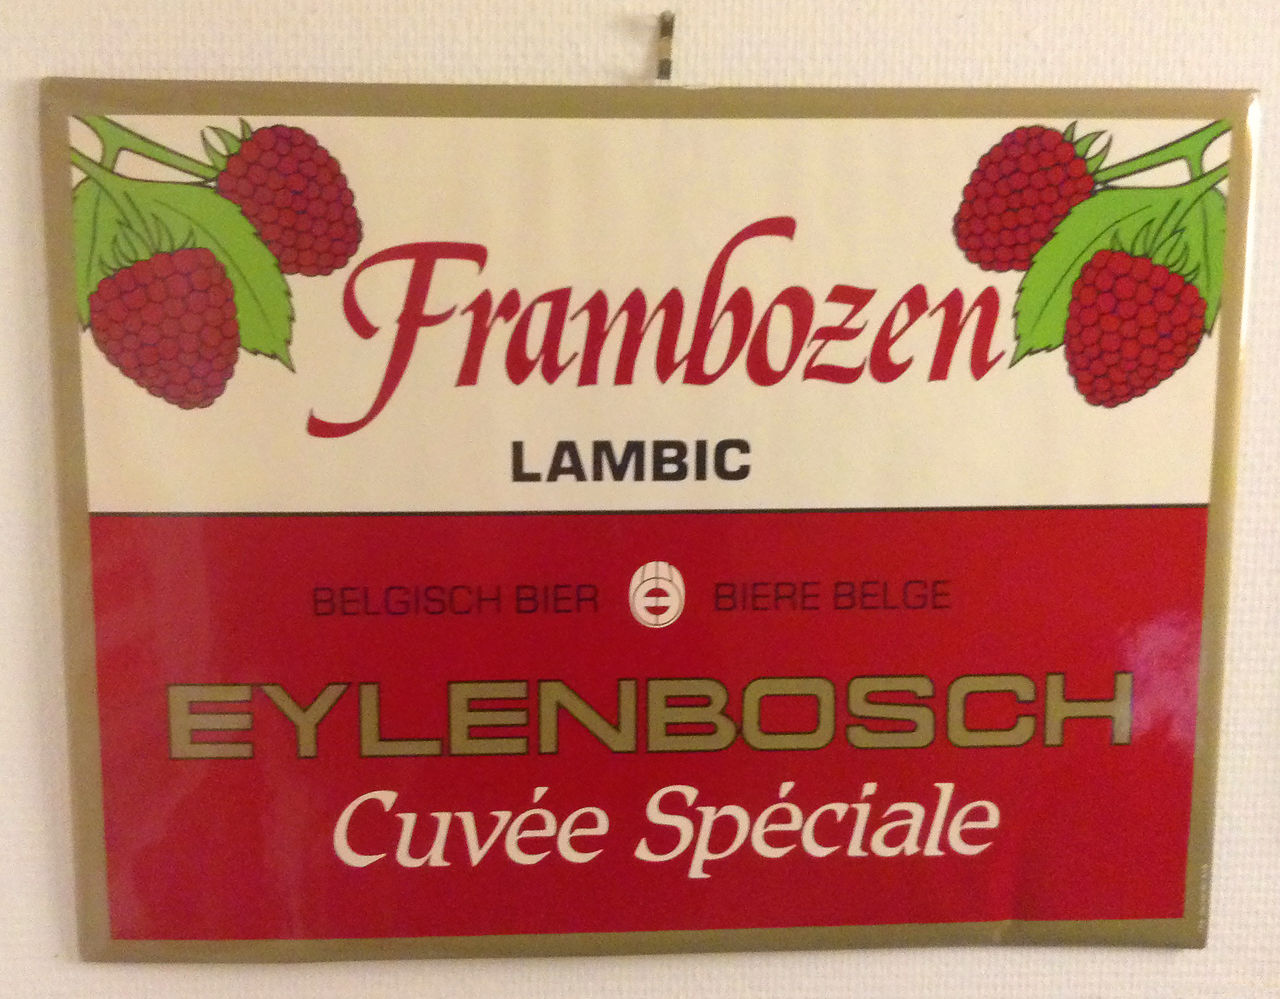 Frambozen
LAMBIC
BELGISCH BIER BIERE BELGE
EYLENBOSCH
Cuvée Spéciale